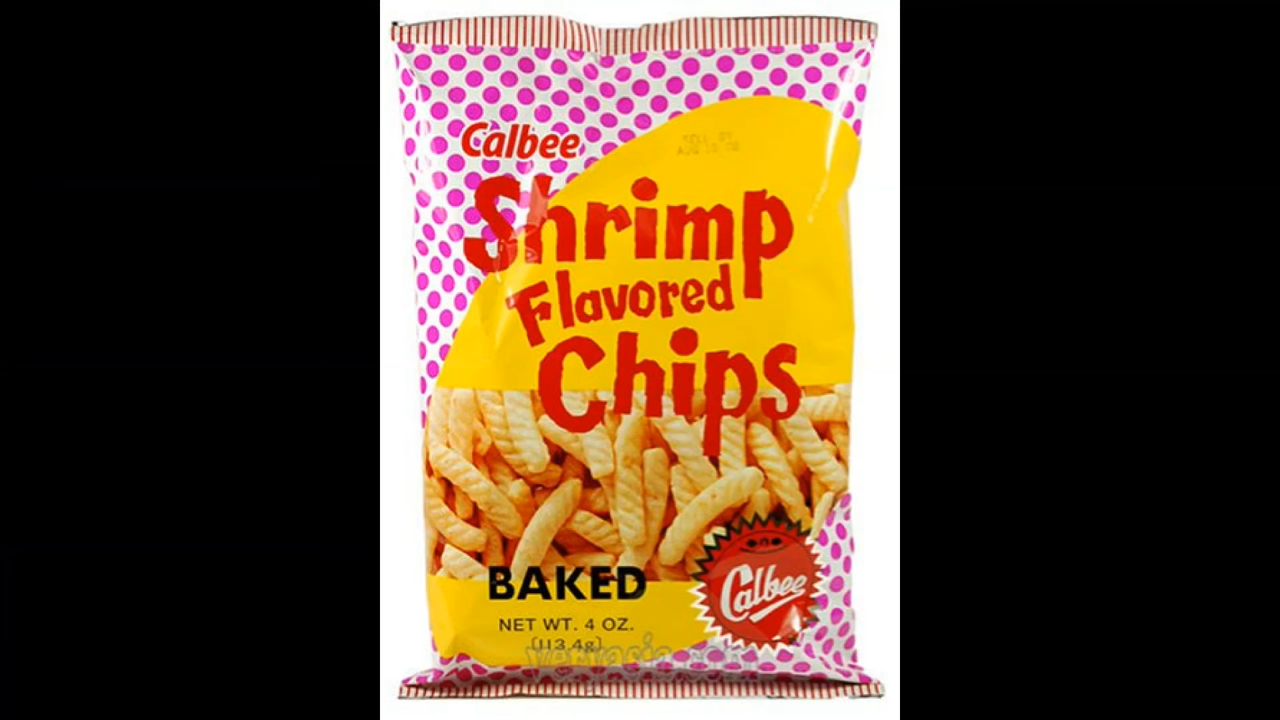 Calbee
Shrimp
Flavored
Chips
BAKED
Calbee
NET WT. 4 OZ.
(113.4g)